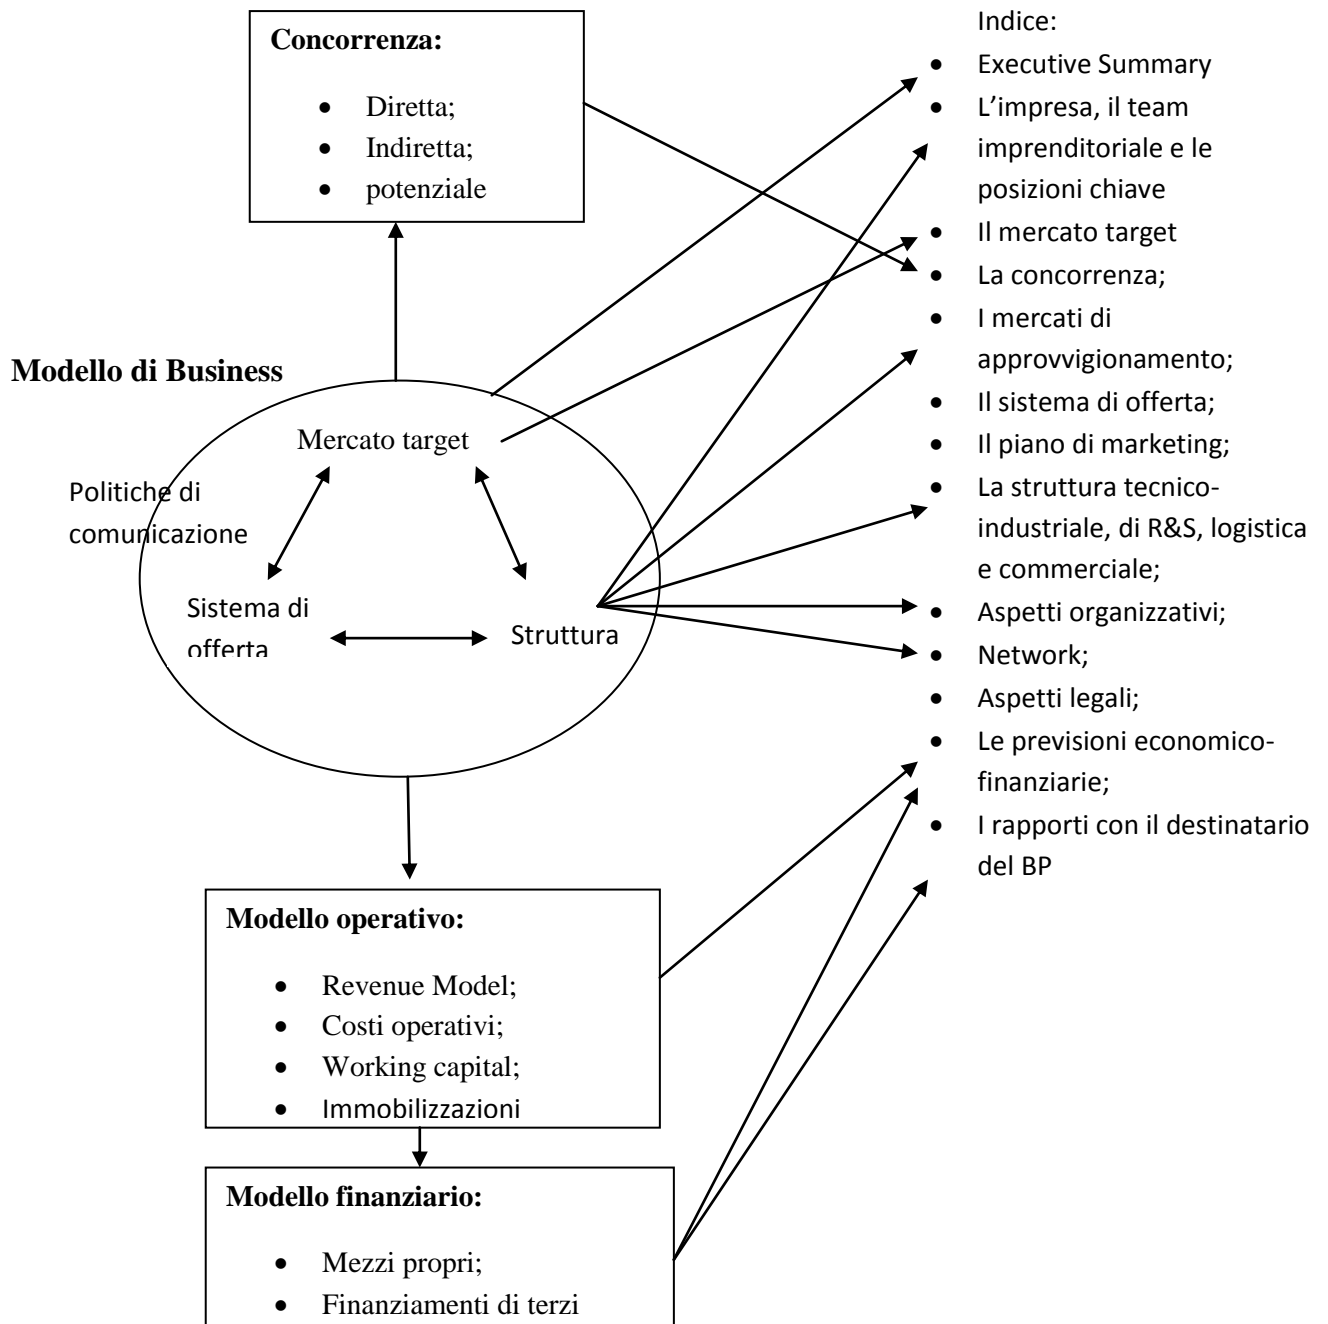 Concorrenza:
• Diretta;
• Indiretta;
• potenziale
Modello di Business
Mercato target
Politiche di
comunicazione
Sistema di
offerta
Struttura
Modello operativo:
• Revenue Model;
• Costi operativi;
• Working capital;
• Immobilizzazioni
Modello finanziario:
• Mezzi propri;
• Finanziamenti di terzi
Indice:
• Executive Summary
• L’impresa, il team
imprenditoriale e le
posizioni chiave
• Il mercato target
• La concorrenza;
• I mercati di
approvvigionamento;
• Il sistema di offerta;
• Il piano di marketing;
• La struttura tecnico-
industriale, di R&S, logistica
e commerciale;
• Aspetti organizzativi;
• Network;
• Aspetti legali;
• Le previsioni economico-
finanziarie;
• I rapporti con il destinatario
del BP